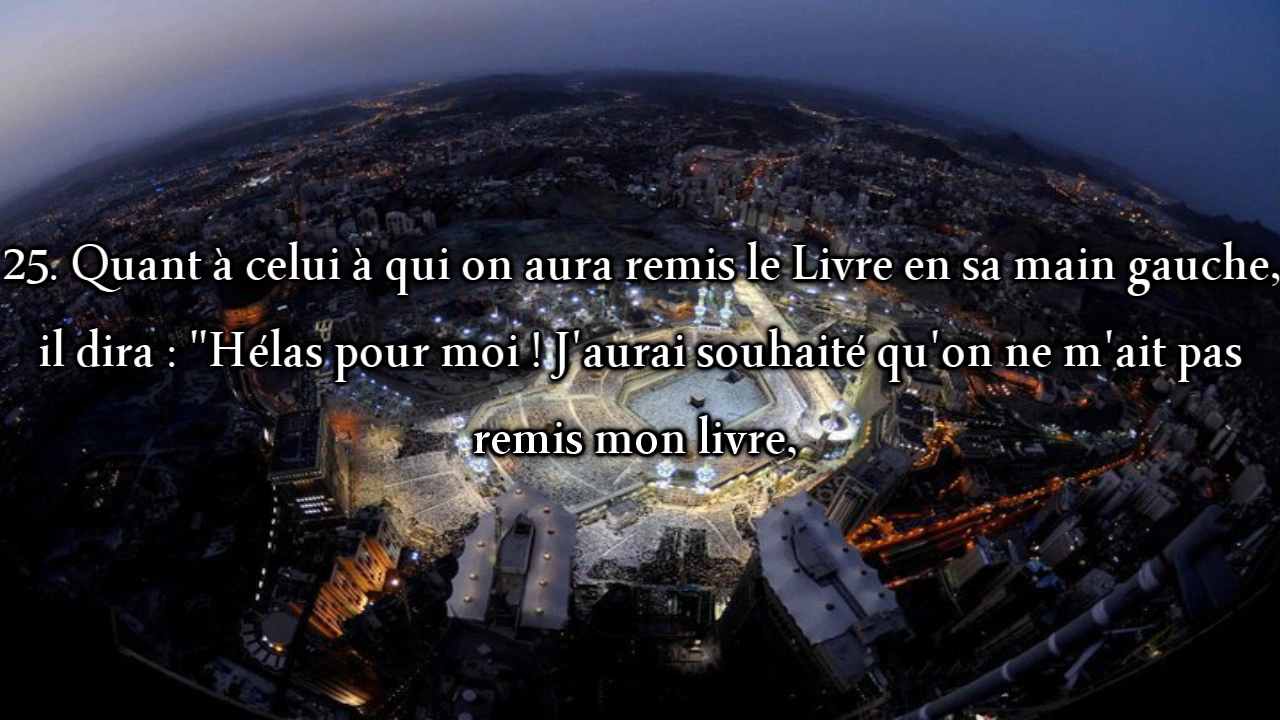 25. Quant à celui à qui on aura remis le Livre en sa main gauche,
il dira : "Hélas pour moi ! J'aurai souhaité qu'on ne m'ait pas
remis mon livre,